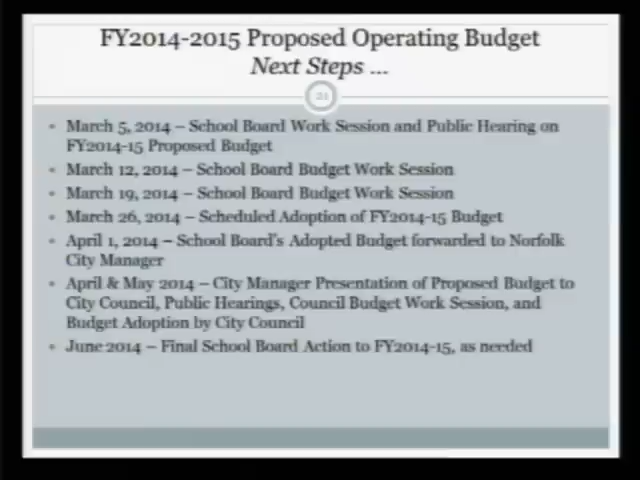 FY2014-2015 Proposed Operating Budget
Next Steps ...
21
• March 5, 2014 – School Board Work Session and Public Hearing on
FY2014-15 Proposed Budget
• March 12, 2014 – School Board Budget Work Session
• March 19, 2014 – School Board Budget Work Session
• March 26, 2014 – Scheduled Adoption of FY2014-15 Budget
• April 1, 2014 – School Board's Adopted Budget forwarded to Norfolk
City Manager
• April & May 2014 – City Manager Presentation of Proposed Budget to
City Council, Public Hearings, Council Budget Work Session, and
Budget Adoption by City Council
• June 2014 – Final School Board Action to FY2014-15, as needed